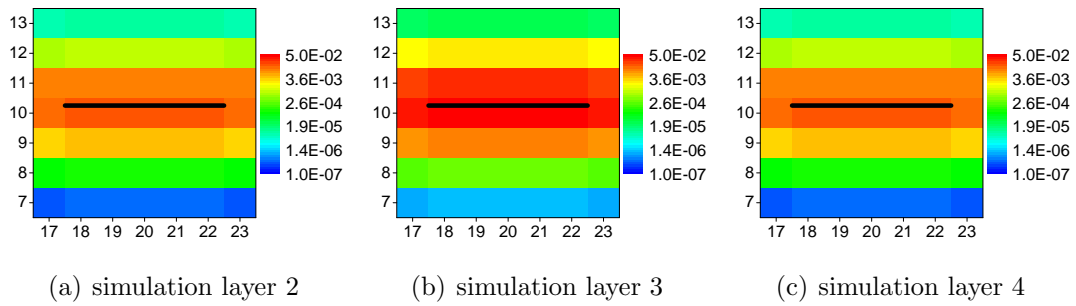 13
12
11
10
9
8
7
17 18 19 20 21 22 23
5.0E-02
3.6E-03
2.6E-04
1.9E-05
1.4E-06
1.0E-07
(a) simulation layer 2
13
12
11
10
9
8
7
17 18 19 20 21 22 23
5.0E-02
3.6E-03
2.6E-04
1.9E-05
1.4E-06
1.0E-07
(b) simulation layer 3
13
12
11
10
9
8
7
17 18 19 20 21 22 23
5.0E-02
3.6E-03
2.6E-04
1.9E-05
1.4E-06
1.0E-07
(c) simulation layer 4